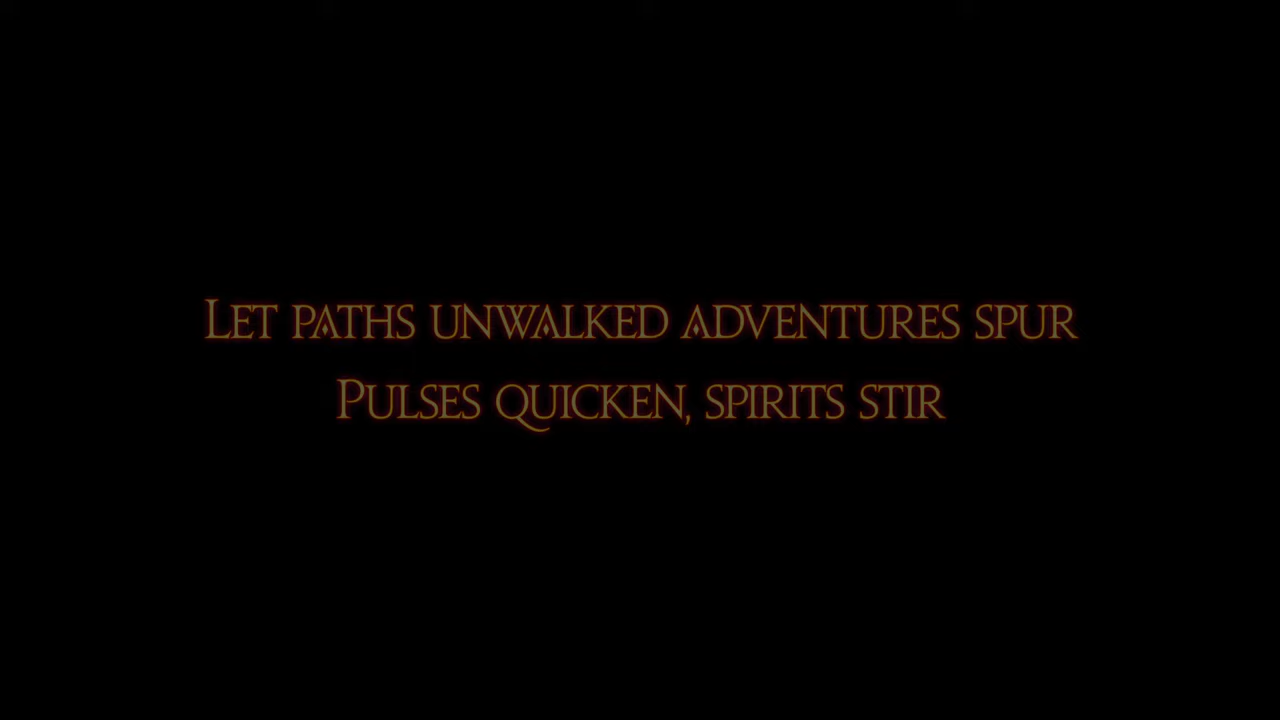 Let paths unwalked adventures spur
Pulses quicken, spirits stir